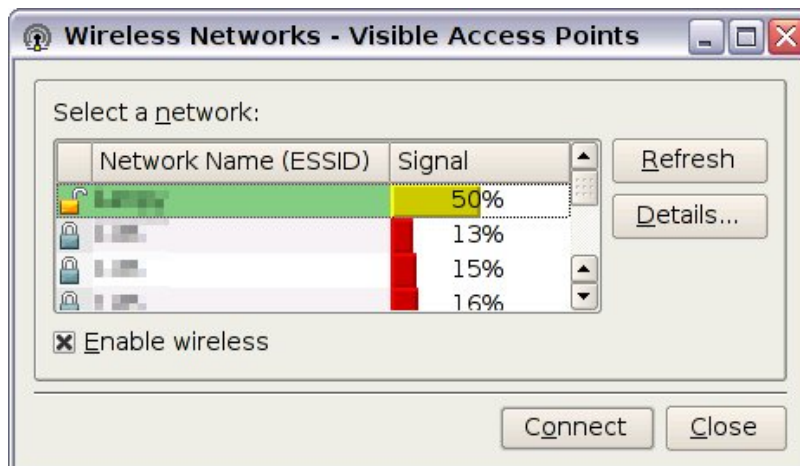 Wireless Networks - Visible Access Points
Select a network:
Network Name (ESSID) Signal
50%
13%
15%
16%
Refresh
Details...
Enable wireless
Connect Close